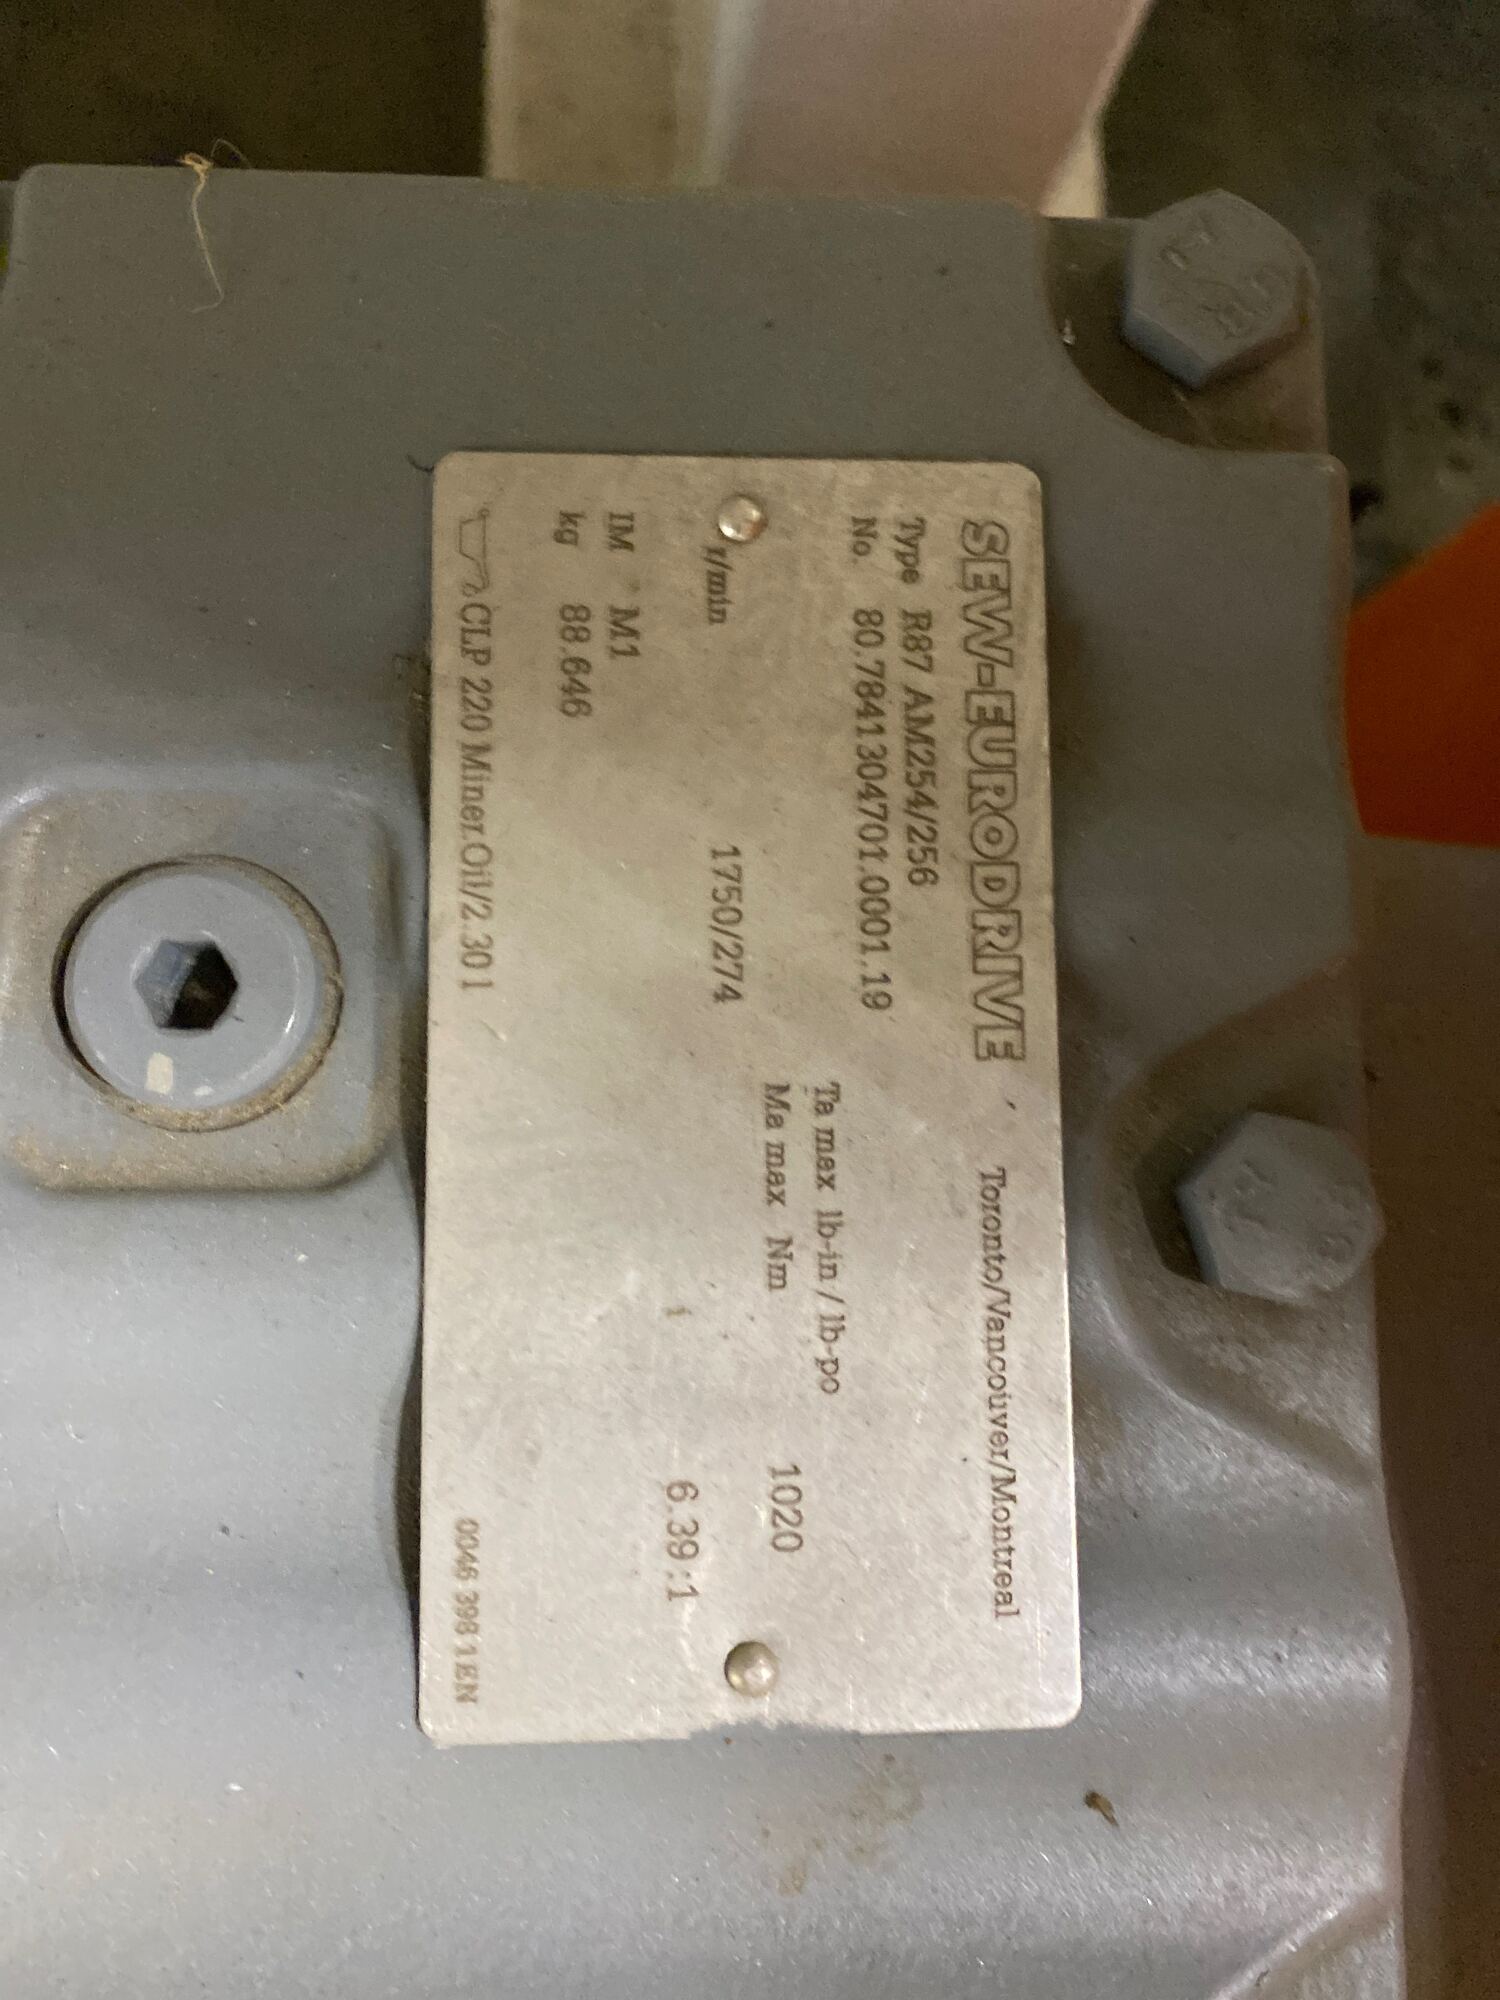 SEW-EURODRIVE Toronto/Vancouver/Montreal
Type R87 AM254/256
No. 80.7841304701.0001.19
Ta max lb-in / lb-po
Ma max Nm 1020
r/min 1750/274
6.39:1
IM M1
kg 88.646
CLP 220 Miner.Oil/2.30 l
0046 398 1 EN